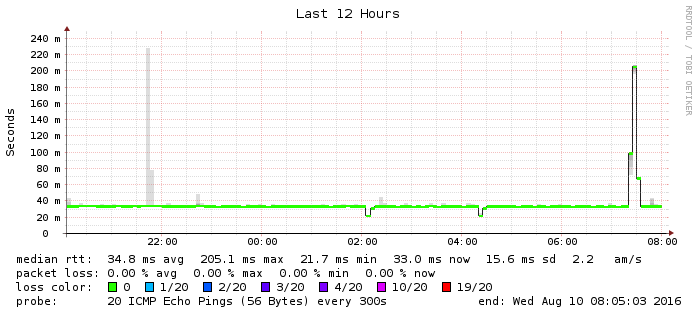 Last 12 Hours
RRDTOOL / TOBI OETIKER
Seconds
240 m
220 m
200 m
180 m
160 m
140 m
120 m
100 m
80 m
60 m
40 m
20 m
0
22:00 00:00 02:00 04:00 06:00 08:00
median rtt: 34.8 ms avg 205.1 ms max 21.7 ms min 33.0 ms now 15.6 ms sd 2.2 am/s
packet loss: 0.00 % avg 0.00 % max 0.00 % min 0.00 % now
loss color: 0 1/20 2/20 3/20 4/20 10/20 19/20
probe: 20 ICMP Echo Pings (56 Bytes) every 300s end: Wed Aug 10 08:05:03 2016